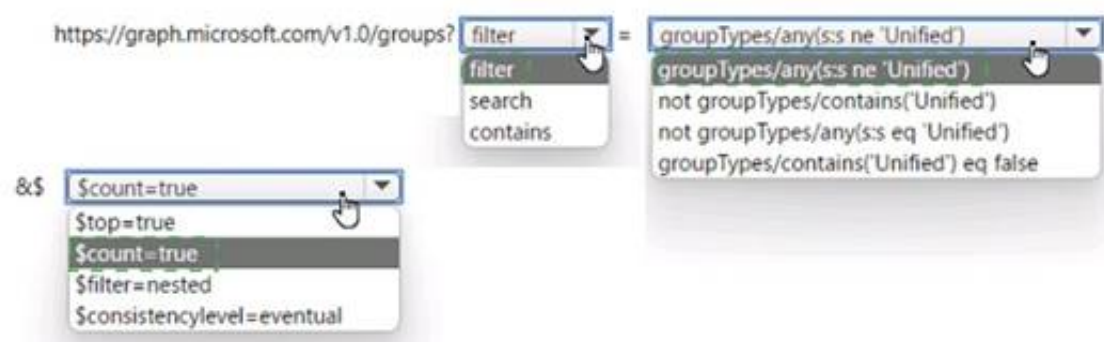 https://graph.microsoft.com/v1.0/groups? filter = groupTypes/any(s:s ne 'Unified')
filter
search
contains
groupTypes/any(s:s ne 'Unified')
not groupTypes/contains('Unified')
not groupTypes/any(s:s eq 'Unified')
groupTypes/contains('Unified') eq false
&$ $count=true
$top=true
$count=true
$filter=nested
$consistencylevel=eventual